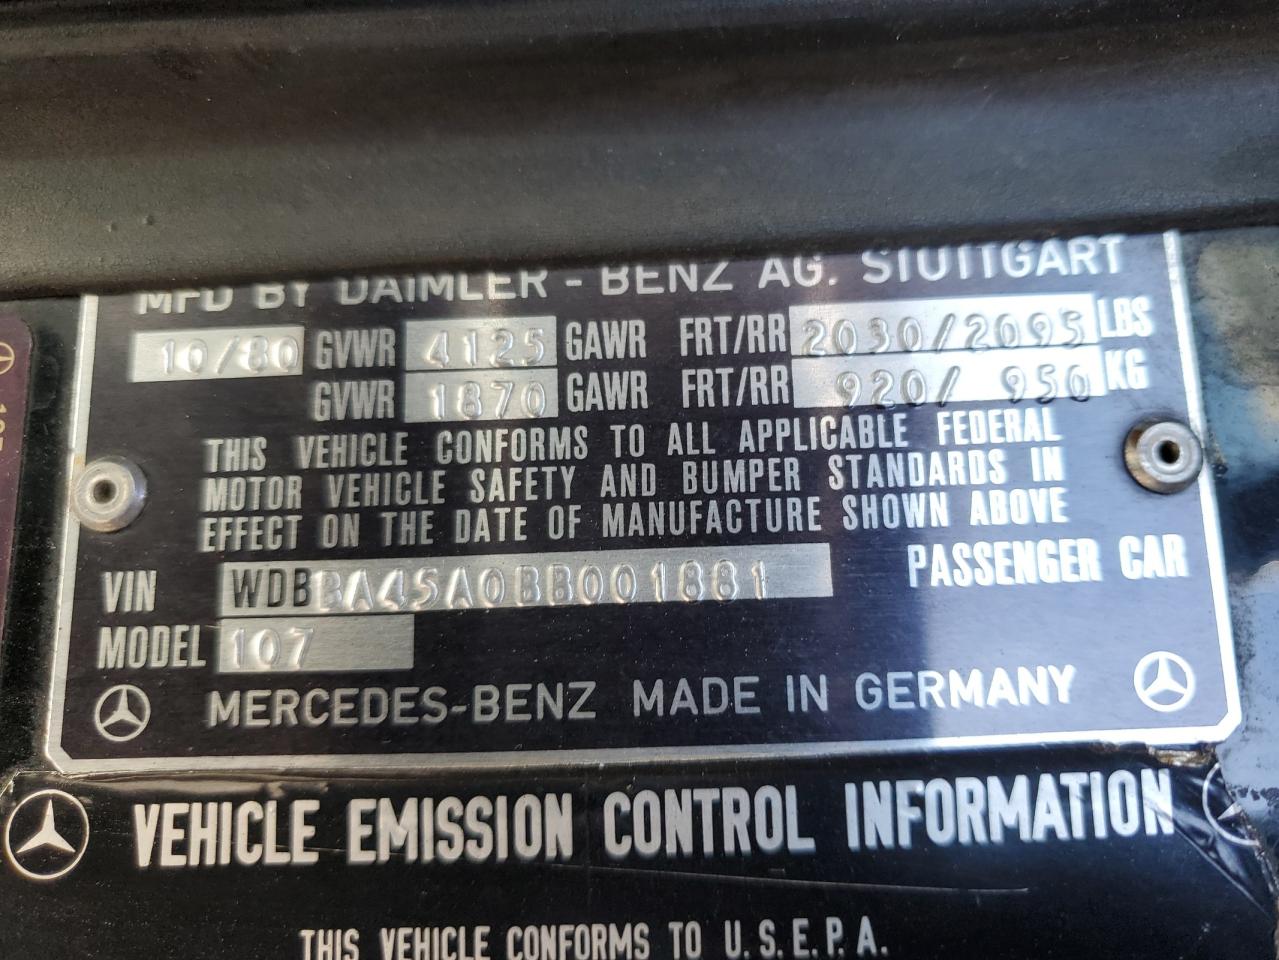 MFD BY DAIMLER - BENZ AG. STUTTGART
10/80 GVWR 4125 GAWR FRT/RR 2030/2095 LBS
GVWR 1870 GAWR FRT/RR 920/ 950 KG
THIS VEHICLE CONFORMS TO ALL APPLICABLE FEDERAL
MOTOR VEHICLE SAFETY AND BUMPER STANDARDS IN
EFFECT ON THE DATE OF MANUFACTURE SHOWN ABOVE
VIN WDBBA45A0BB001881 PASSENGER CAR
MODEL 107
MERCEDES-BENZ MADE IN GERMANY
VEHICLE EMISSION CONTROL INFORMATION
THIS VEHICLE CONFORMS TO U.S.E.P.A.